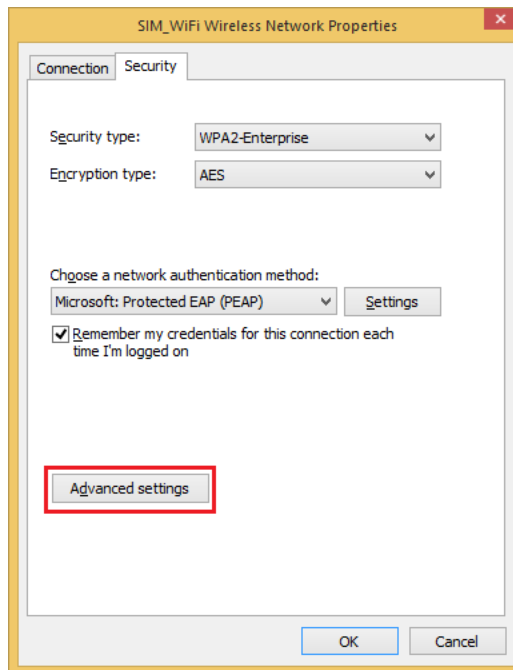 SIM_WiFi Wireless Network Properties
Connection
Security
Security type:
WPA2-Enterprise
Encryption type:
AES
Choose a network authentication method:
Microsoft: Protected EAP (PEAP)
Settings
Remember my credentials for this connection each
time I'm logged on
Advanced settings
OK
Cancel